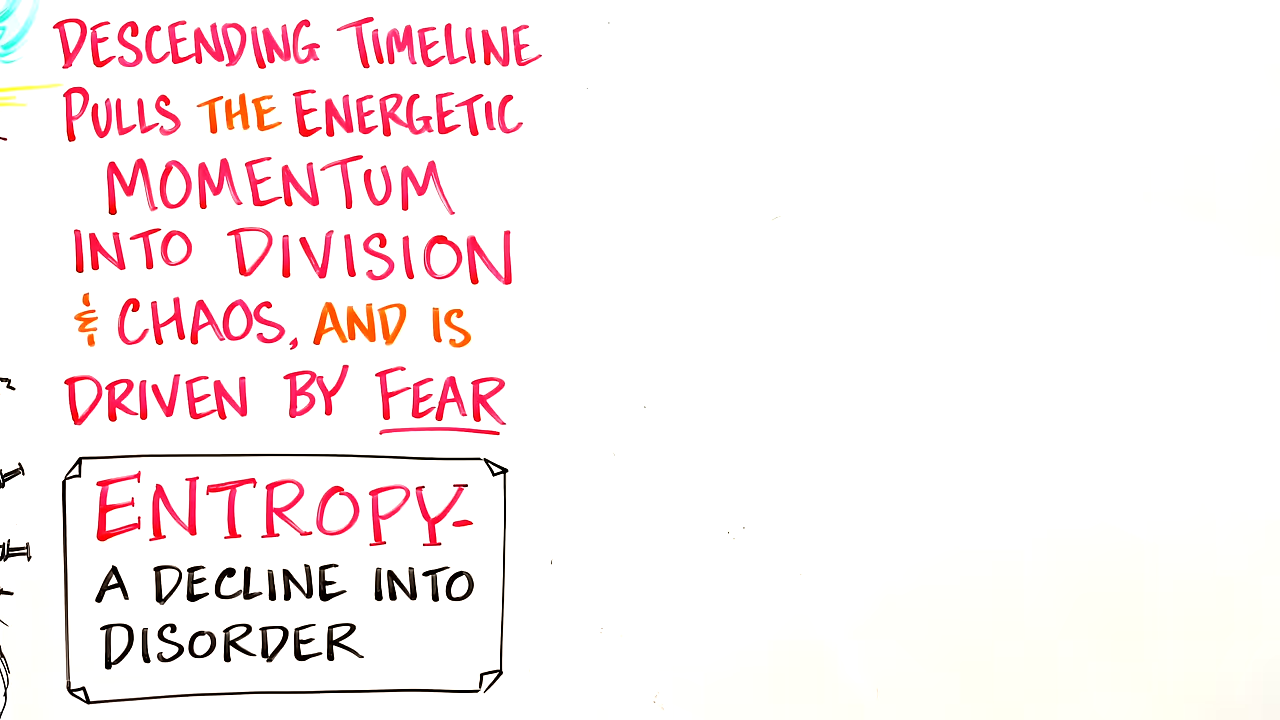 DESCENDING TIMELINE
PULLS THE ENERGETIC
MOMENTUM
INTO DIVISION
& CHAOS, AND IS
DRIVEN BY FEAR
ENTROPY-
A DECLINE INTO
DISORDER